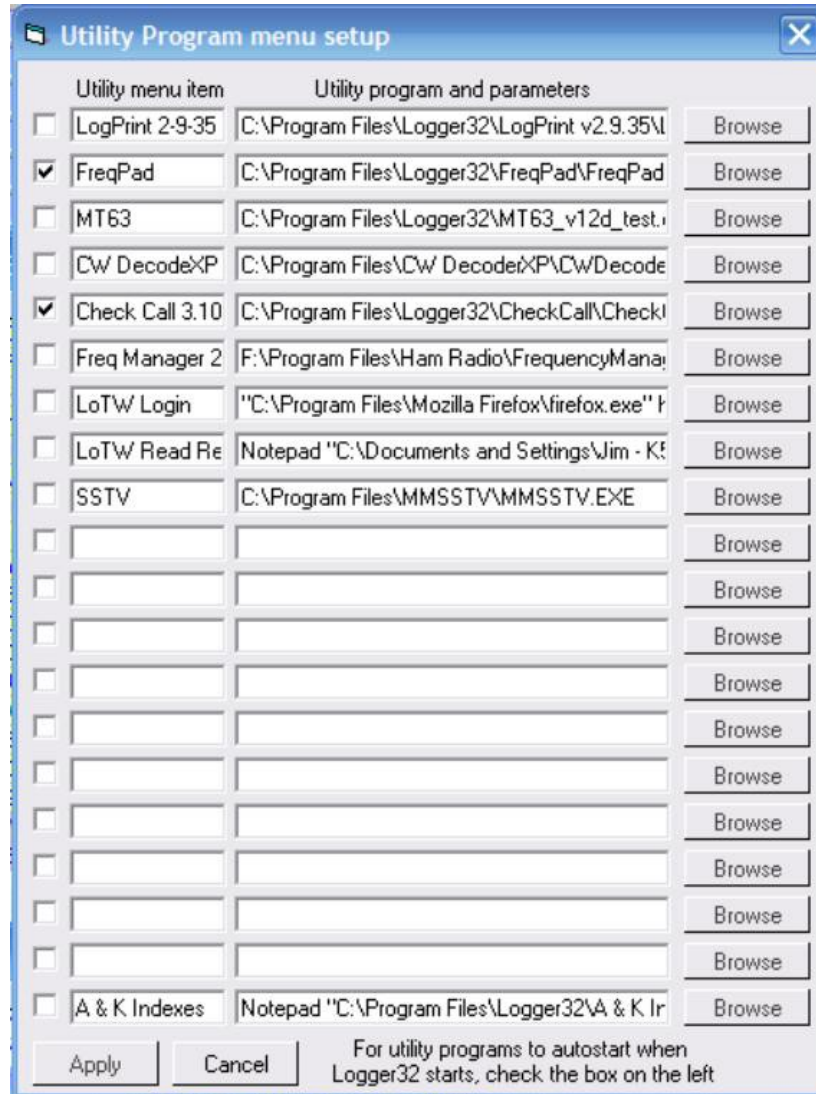 Utility Program menu setup
Utility menu item Utility program and parameters
LogPrint 2-9-35 C:\Program Files\Logger32\LogPrint v2.9.35\L Browse
FreqPad C:\Program Files\Logger32\FreqPad\FreqPad Browse
MT63 C:\Program Files\Logger32\MT63_v12d_test. Browse
CW DecodeXP C:\Program Files\CW DecoderXP\CWDecode Browse
Check Call 3.10 C:\Program Files\Logger32\CheckCall\Check Browse
Freq Manager 2 F:\Program Files\Ham Radio\FrequencyMana Browse
LoTW Login "C:\Program Files\Mozilla Firefox\firefox.exe" h Browse
LoTW Read Re Notepad "C:\Documents and Settings\Jim - K5 Browse
SSTV C:\Program Files\MMSSTV\MMSSTV.EXE Browse
Browse
Browse
Browse
Browse
Browse
Browse
Browse
Browse
Browse
Browse
A & K Indexes Notepad "C:\Program Files\Logger32\A & K Ir Browse
Apply Cancel For utility programs to autostart when
Logger32 starts, check the box on the left